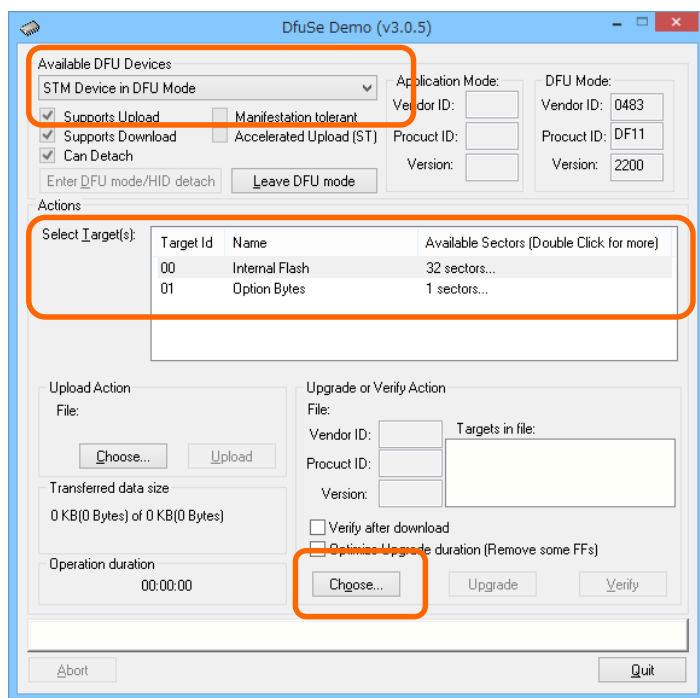 DfuSe Demo (v3.0.5)
Available DFU Devices
STM Device in DFU Mode
Supports Upload
Manifestation tolerant
Supports Download
Accelerated Upload (ST)
Can Detach
Enter DFU mode/HID detach
Leave DFU mode
Application Mode:
Vendor ID:
Procuct ID:
Version:
DFU Mode:
Vendor ID: 0483
Procuct ID: DF11
Version: 2200
Actions
Select Target(s):
Target Id Name Available Sectors (Double Click for more)
00 Internal Flash 32 sectors...
01 Option Bytes 1 sectors...
Upload Action
File:
Choose...
Upload
Transferred data size
0 KB(0 Bytes) of 0 KB(0 Bytes)
Operation duration
00:00:00
Upgrade or Verify Action
File:
Vendor ID:
Procuct ID:
Version:
Targets in file:
Verify after download
Optimize Upgrade duration (Remove some FFs)
Choose...
Upgrade
Verify
Abort
Quit